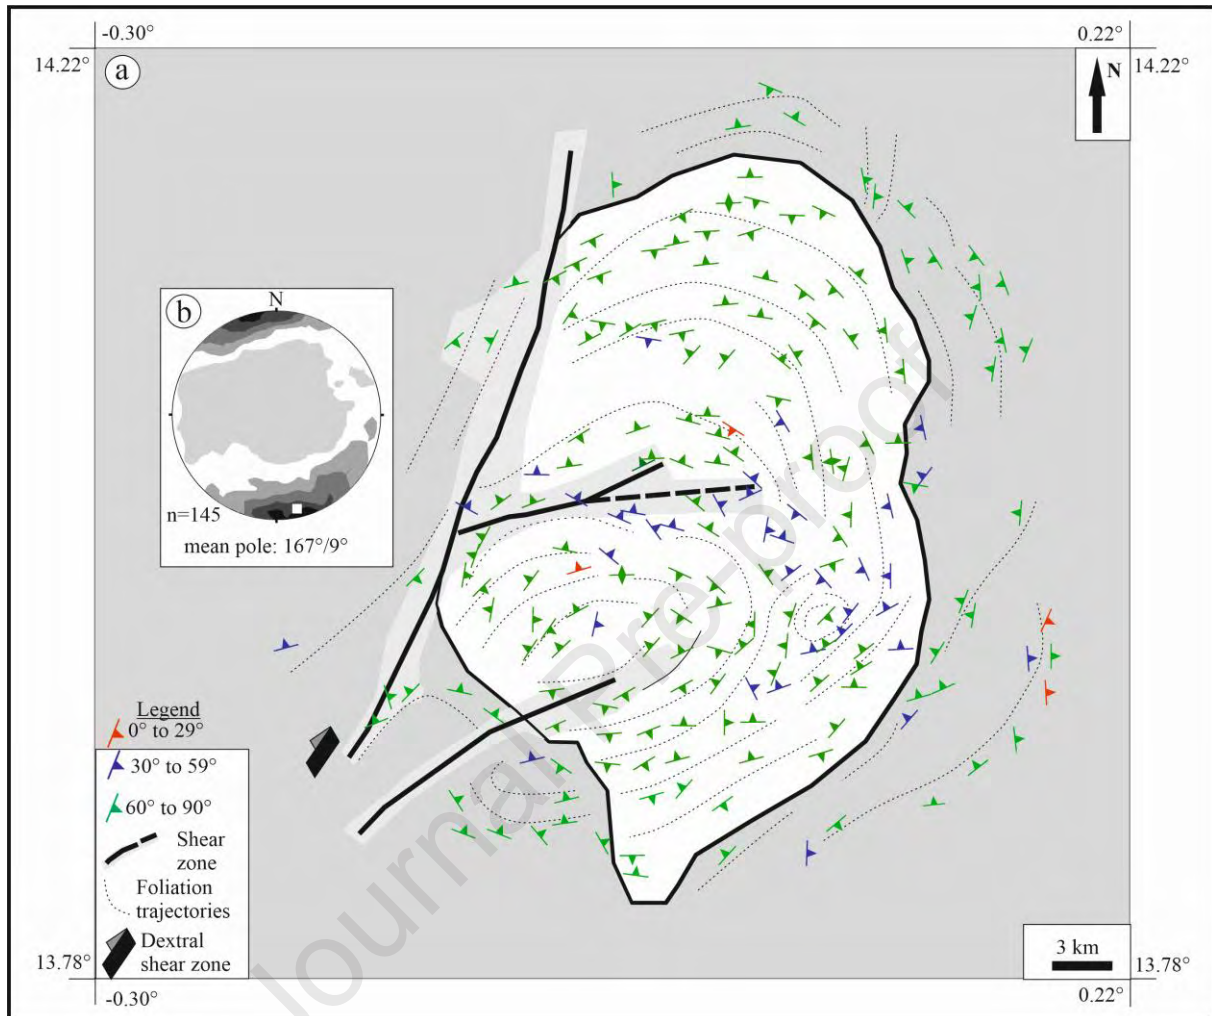 -0.30°
0.22°
14.22°
14.22°
a
N
b
N
n=145
mean pole: 167°/9°
Legend
0° to 29°
30° to 59°
60° to 90°
Shear
zone
Foliation
trajectories
Dextral
shear zone
3 km
13.78°
13.78°
-0.30°
0.22°
Journal Pre-proof